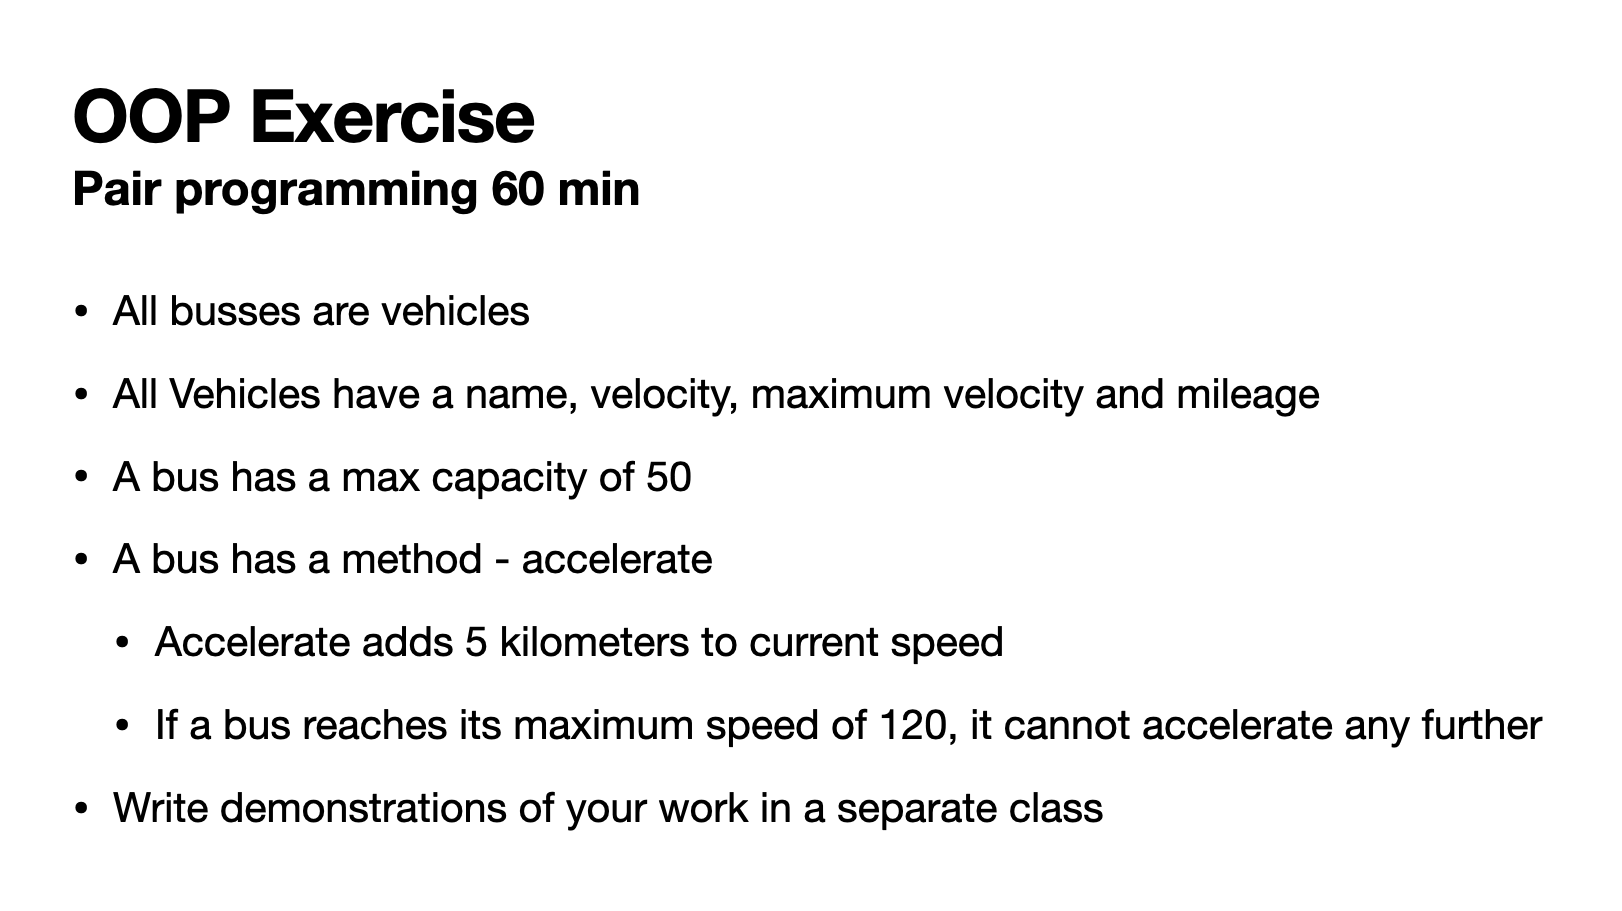 OOP Exercise
Pair programming 60 min
• All busses are vehicles
• All Vehicles have a name, velocity, maximum velocity and mileage
• A bus has a max capacity of 50
• A bus has a method - accelerate
• Accelerate adds 5 kilometers to current speed
• If a bus reaches its maximum speed of 120, it cannot accelerate any further
• Write demonstrations of your work in a separate class